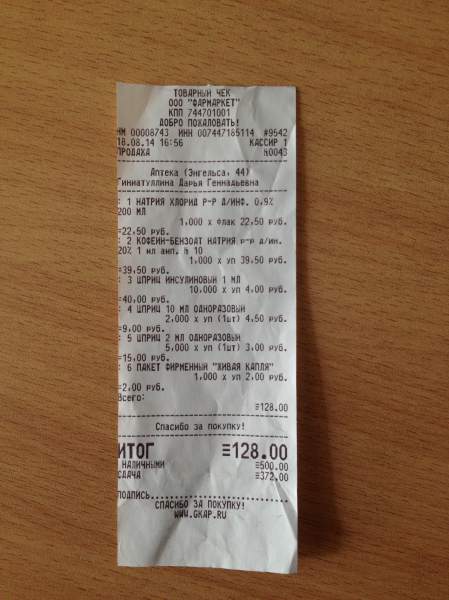 ТОВАРНЫЙ ЧЕК
ООО "ФАРМАРКЕТ"
КПП 744701001
ДОБРО ПОЖАЛОВАТЬ!
НМ 00008743 ИНН 007447185114 #9542
18.08.14 16:56 КАССИР 1
ПРОДАЖА №0043
Аптека (Энгельса, 44)
Гиниатуллина Дарья Геннадьевна
: 1 НАТРИЯ ХЛОРИД Р-Р Д/ИНФ. 0,9%
200 МЛ
1,000 x Флак 22,50 руб.
=22,50 руб.
: 2 КОФЕИН-БЕНЗОАТ НАТРИЯ р-р д/ин.
20% 1 мл амп. № 10
1,000 x уп 39,50 руб.
=39,50 руб.
: 3 ШПРИЦ ИНСУЛИНОВЫЙ 1 МЛ
10,000 x уп 4,00 руб.
=40,00 руб.
: 4 ШПРИЦ 10 МЛ ОДНОРАЗОВЫЙ
2,000 x уп (1шт) 4,50 руб.
=9,00 руб.
: 5 ШПРИЦ 2 МЛ ОДНОРАЗОВЫЙ
5,000 x уп (1шт) 3,00 руб.
=15,00 руб.
: 6 ПАКЕТ ФИРМЕННЫЙ "ЖИВАЯ КАПЛЯ"
1,000 x уп 2,00 руб.
=2,00 руб.
Всего:
≡128.00
Спасибо за покупку!
ИТОГ ≡128.00
НАЛИЧНЫМИ ≡500.00
СДАЧА ≡372.00
ПОДПИСЬ
СПАСИБО ЗА ПОКУПКУ!
WWW.GKAP.RU